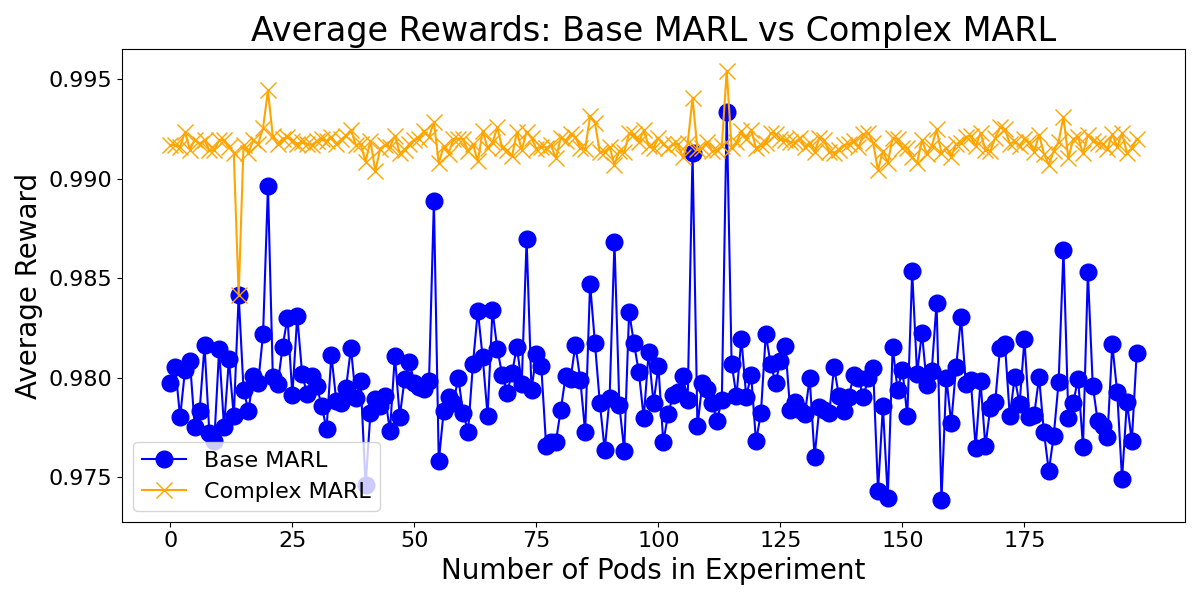 Average Rewards: Base MARL vs Complex MARL
0.995
0.990
0.985
0.980
0.975
Average Reward
Base MARL
Complex MARL
0 25 50 75 100 125 150 175
Number of Pods in Experiment